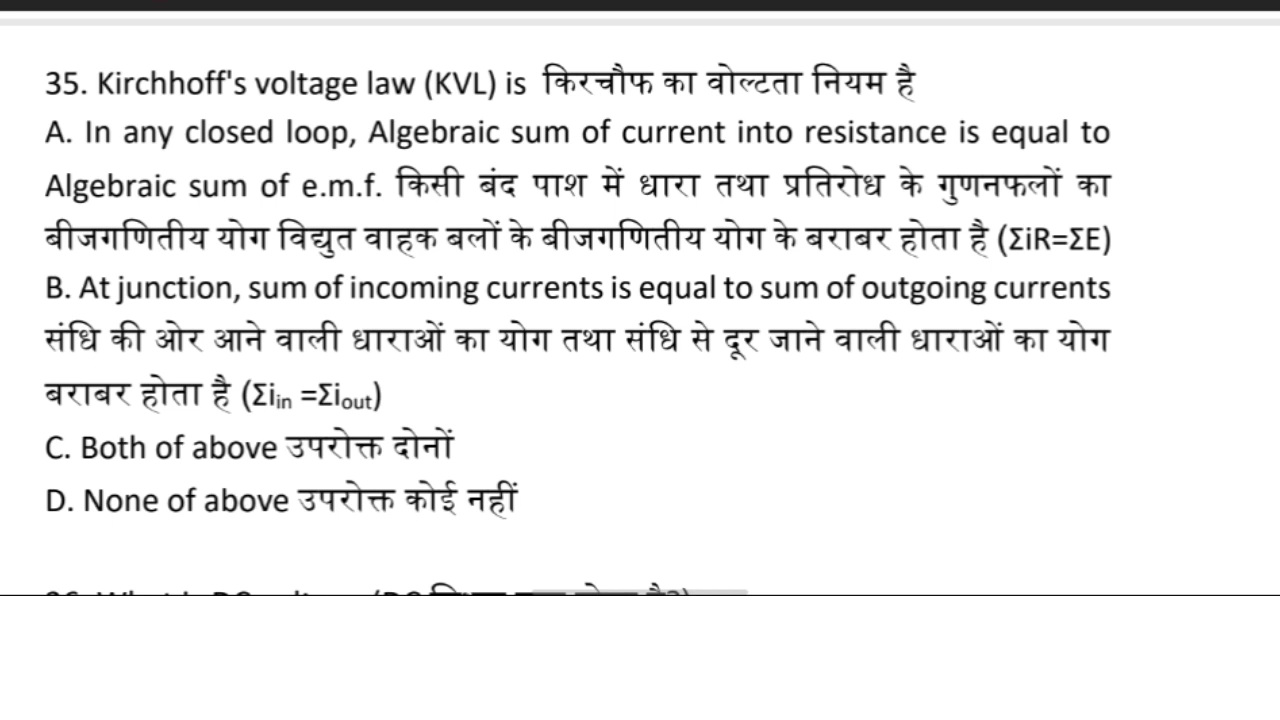 35. Kirchhoff's voltage law (KVL) is किरचौफ का वोल्टता नियम है
A. In any closed loop, Algebraic sum of current into resistance is equal to
Algebraic sum of e.m.f. किसी बंद पाश में धारा तथा प्रतिरोध के गुणनफलों का
बीजगणितीय योग विद्युत वाहक बलों के बीजगणितीय योग के बराबर होता है (ΣiR=ΣE)
B. At junction, sum of incoming currents is equal to sum of outgoing currents
संधि की ओर आने वाली धाराओं का योग तथा संधि से दूर जाने वाली धाराओं का योग
बराबर होता है (Σiin =Σiout)
C. Both of above उपरोक्त दोनों
D. None of above उपरोक्त कोई नहीं